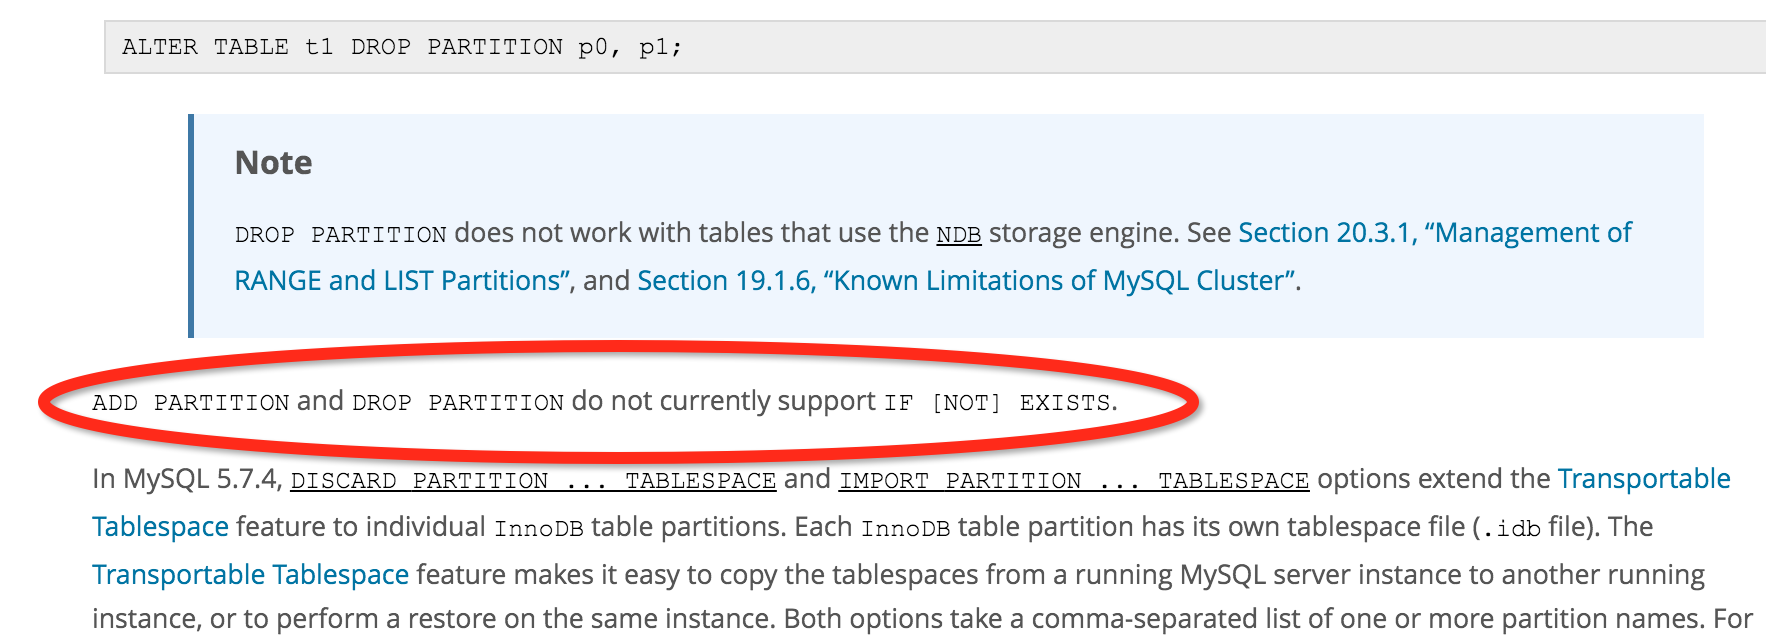 ALTER TABLE t1 DROP PARTITION p0, p1;
Note
DROP PARTITION does not work with tables that use the NDB storage engine. See Section 20.3.1, “Management of
RANGE and LIST Partitions”, and Section 19.1.6, “Known Limitations of MySQL Cluster”.
ADD PARTITION and DROP PARTITION do not currently support IF [NOT] EXISTS.
In MySQL 5.7.4, DISCARD PARTITION ... TABLESPACE and IMPORT PARTITION ... TABLESPACE options extend the Transportable
Tablespace feature to individual InnoDB table partitions. Each InnoDB table partition has its own tablespace file (.idb file). The
Transportable Tablespace feature makes it easy to copy the tablespaces from a running MySQL server instance to another running
instance, or to perform a restore on the same instance. Both options take a comma-separated list of one or more partition names. For